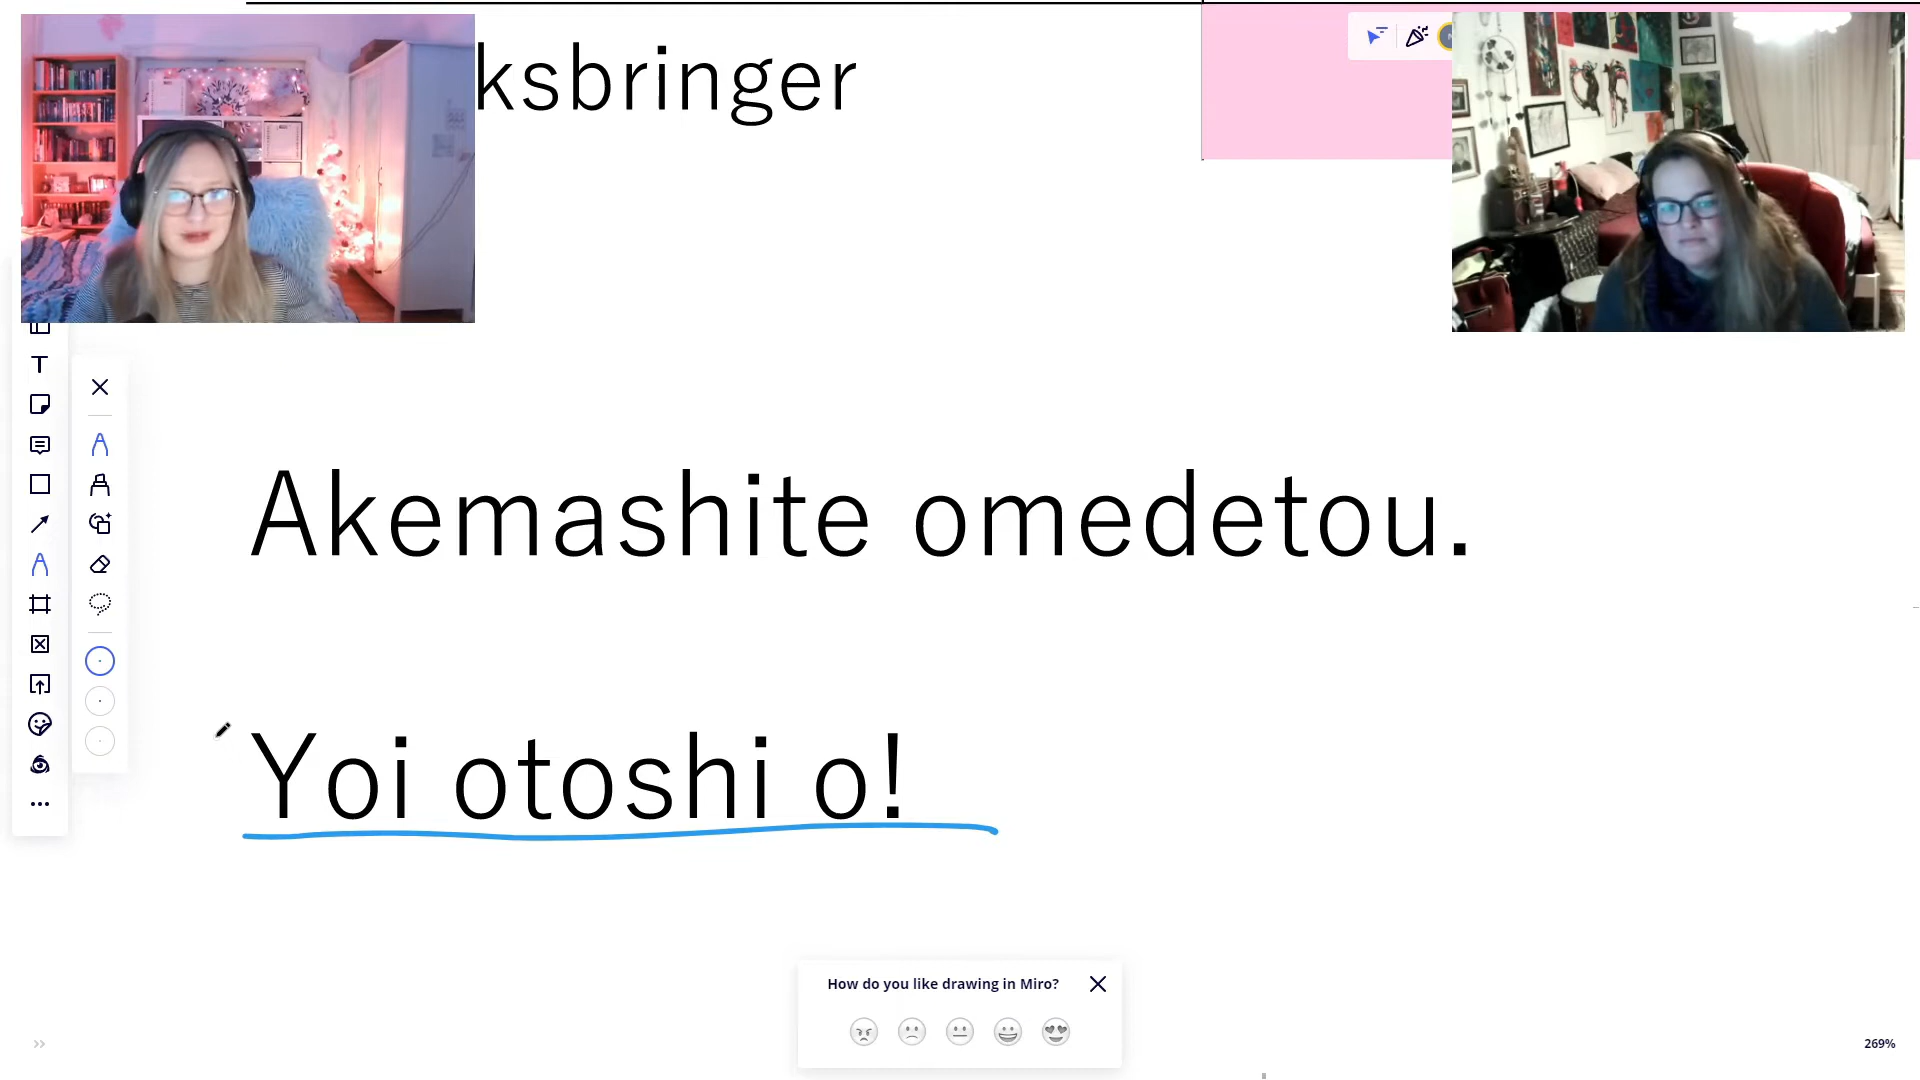 ksbringer
Akemashite omedetou.
Yoi otoshi o!
How do you like drawing in Miro?
269%